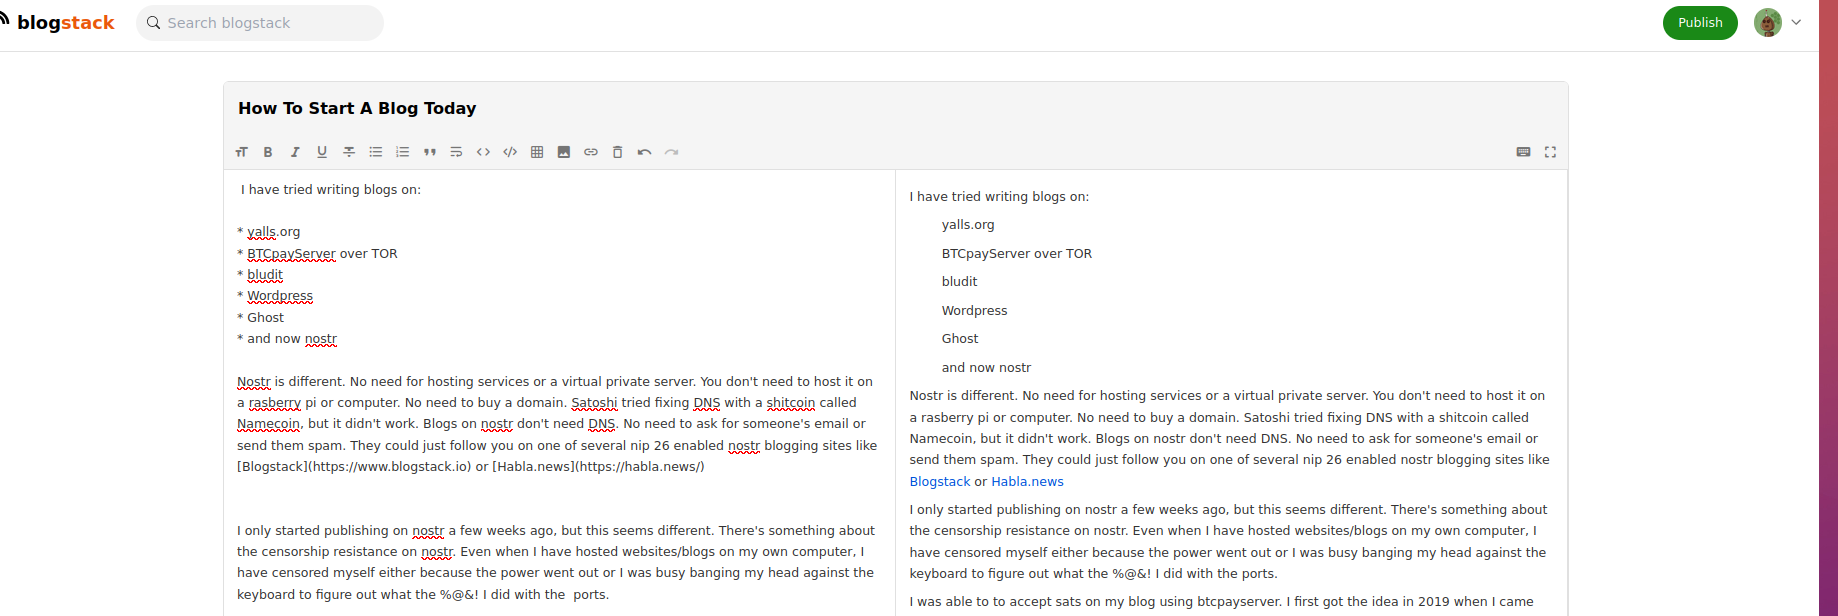 blogstack
Search blogstack
Publish
How To Start A Blog Today
I have tried writing blogs on:
* yalls.org
* BTCpayServer over TOR
* bludit
* Wordpress
* Ghost
* and now nostr
Nostr is different. No need for hosting services or a virtual private server. You don't need to host it on
a rasberry pi or computer. No need to buy a domain. Satoshi tried fixing DNS with a shitcoin called
Namecoin, but it didn't work. Blogs on nostr don't need DNS. No need to ask for someone's email or
send them spam. They could just follow you on one of several nip 26 enabled nostr blogging sites like
[Blogstack](https://www.blogstack.io) or [Habla.news](https://habla.news/)
I only started publishing on nostr a few weeks ago, but this seems different. There's something about
the censorship resistance on nostr. Even when I have hosted websites/blogs on my own computer, I
have censored myself either because the power went out or I was busy banging my head against the
keyboard to figure out what the %@&! I did with the  ports.
I have tried writing blogs on:
yalls.org
BTCpayServer over TOR
bludit
Wordpress
Ghost
and now nostr
Nostr is different. No need for hosting services or a virtual private server. You don't need to host it on
a rasberry pi or computer. No need to buy a domain. Satoshi tried fixing DNS with a shitcoin called
Namecoin, but it didn't work. Blogs on nostr don't need DNS. No need to ask for someone's email or
send them spam. They could just follow you on one of several nip 26 enabled nostr blogging sites like
Blogstack or Habla.news
I only started publishing on nostr a few weeks ago, but this seems different. There's something about
the censorship resistance on nostr. Even when I have hosted websites/blogs on my own computer, I
have censored myself either because the power went out or I was busy banging my head against the
keyboard to figure out what the %@&! I did with the ports.
I was able to to accept sats on my blog using btcpayserver. I first got the idea in 2019 when I came